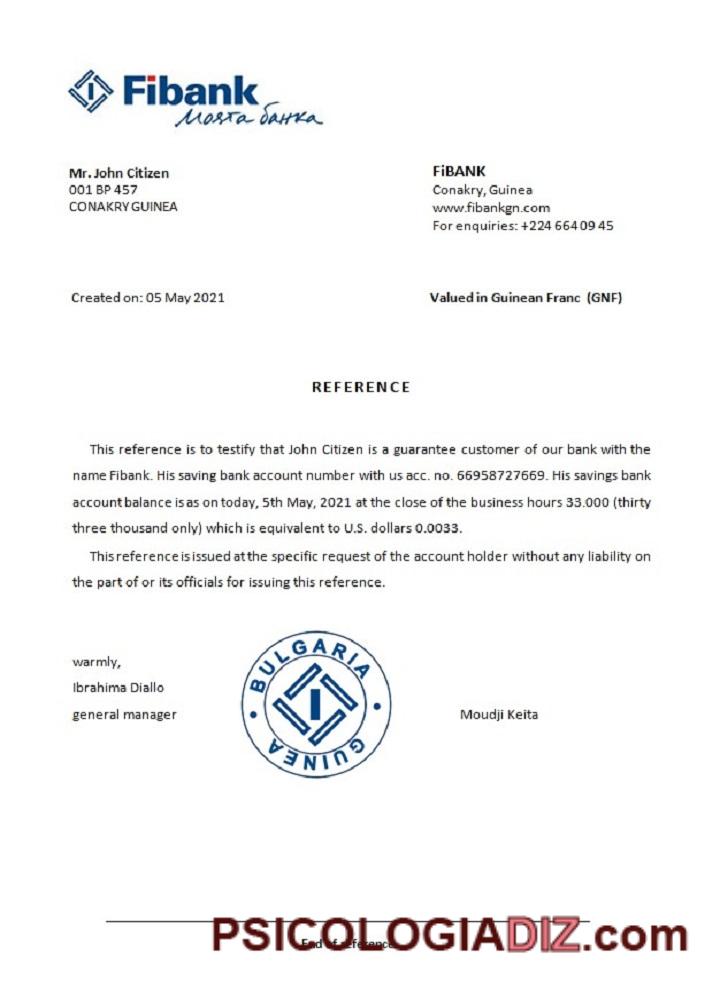 Fibank
Моята банка
Mr. John Citizen
001 BP 457
CONAKRY GUINEA
FiBANK
Conakry, Guinea
www.fibankgn.com
For enquiries: +224 664 09 45
Created on: 05 May 2021
Valued in Guinean Franc (GNF)
REFERENCE
This reference is to testify that John Citizen is a guarantee customer of our bank with the
name Fibank. His saving bank account number with us acc. no. 66958727669. His savings bank
account balance is as on today, 5th May, 2021 at the close of the business hours 33.000 (thirty
three thousand only) which is equivalent to U.S. dollars 0.0033.
This reference is issued at the specific request of the account holder without any liability on
the part of or its officials for issuing this reference.
warmly,
Ibrahima Diallo
general manager
BULGARIA
GUINEA
Moudji Keita
End of reference
PSICOLOGIADIZ.com